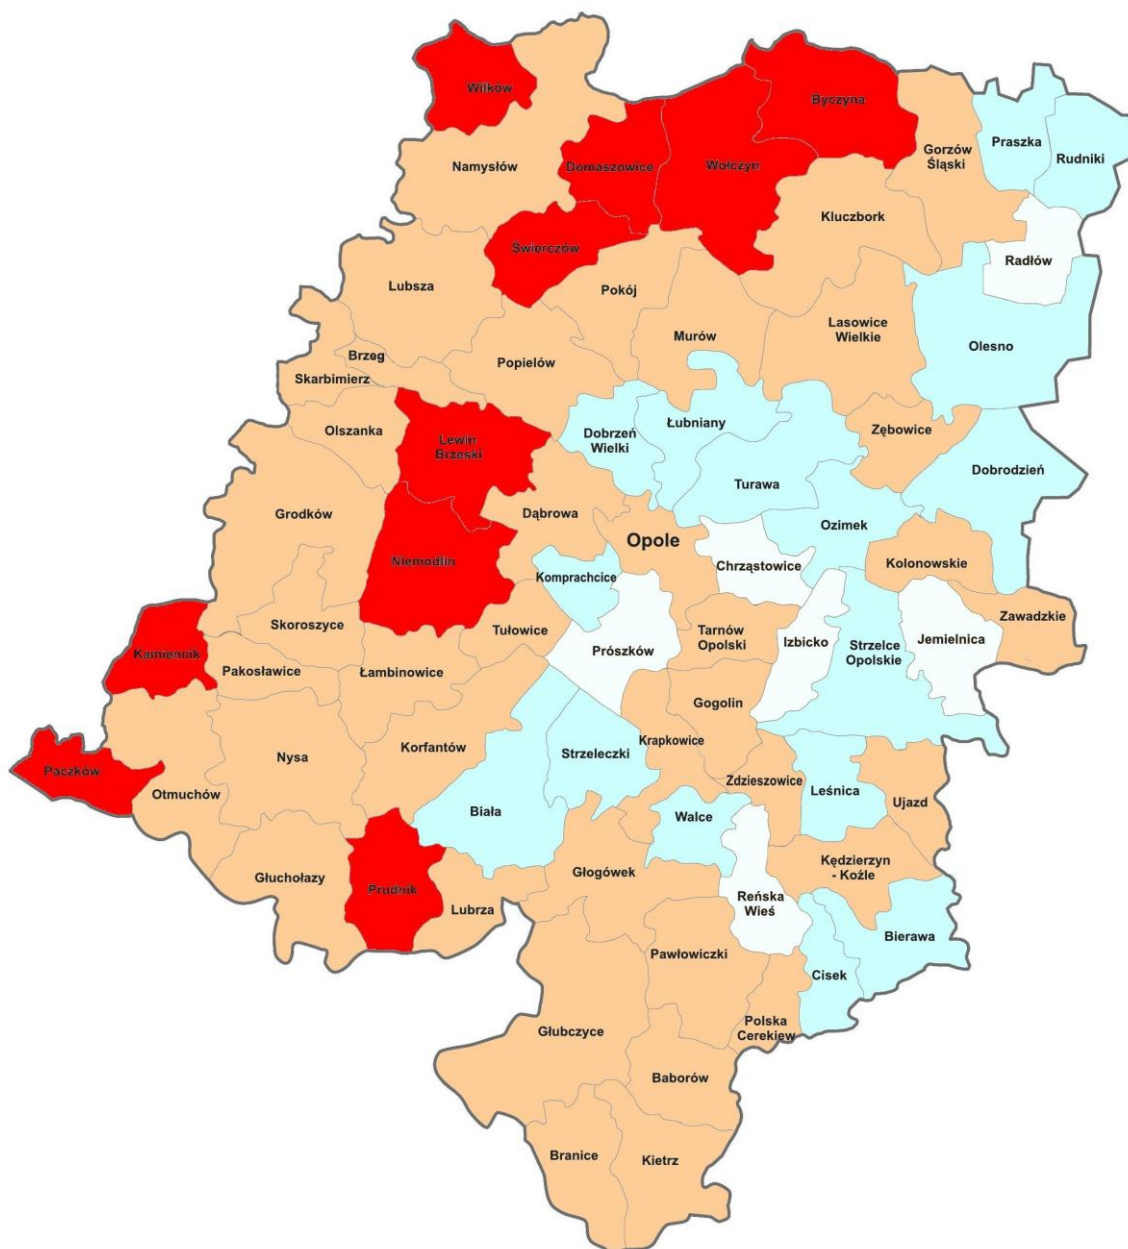 Wilków
Byczyna
Praszka
Rudniki
Gorzów
Śląski
Namysłów
Domaszowice
Wołczyn
Kluczbork
Świerczów
Radłów
Lubsza
Pokój
Lasowice
Wielkie
Murów
Olesno
Brzeg
Popielów
Skarbimierz
Olszanka
Lewin
Brzeski
Dobrzeń
Wielki
Łubniany
Zębowice
Dobrodzień
Turawa
Grodków
Dąbrowa
Ozimek
Opole
Niemodlin
Komprachcice
Chrząstowice
Kolonowskie
Zawadzkie
Skoroszyce
Tułowice
Tarnów
Opolski
Izbicko
Strzelce
Opolskie
Jemielnica
Kamiennik
Prószków
Pakosławice
Łambinowice
Gogolin
Krapkowice
Korfantów
Strzeleczki
Nysa
Paczków
Otmuchów
Zdzieszowice
Leśnica
Ujazd
Biała
Walce
Kędzierzyn
- Koźle
Głuchołazy
Głogówek
Prudnik
Reńska
Wieś
Lubrza
Bierawa
Pawłowiczki
Cisek
Polska
Cerekiew
Głubczyce
Baborów
Branice
Kietrz